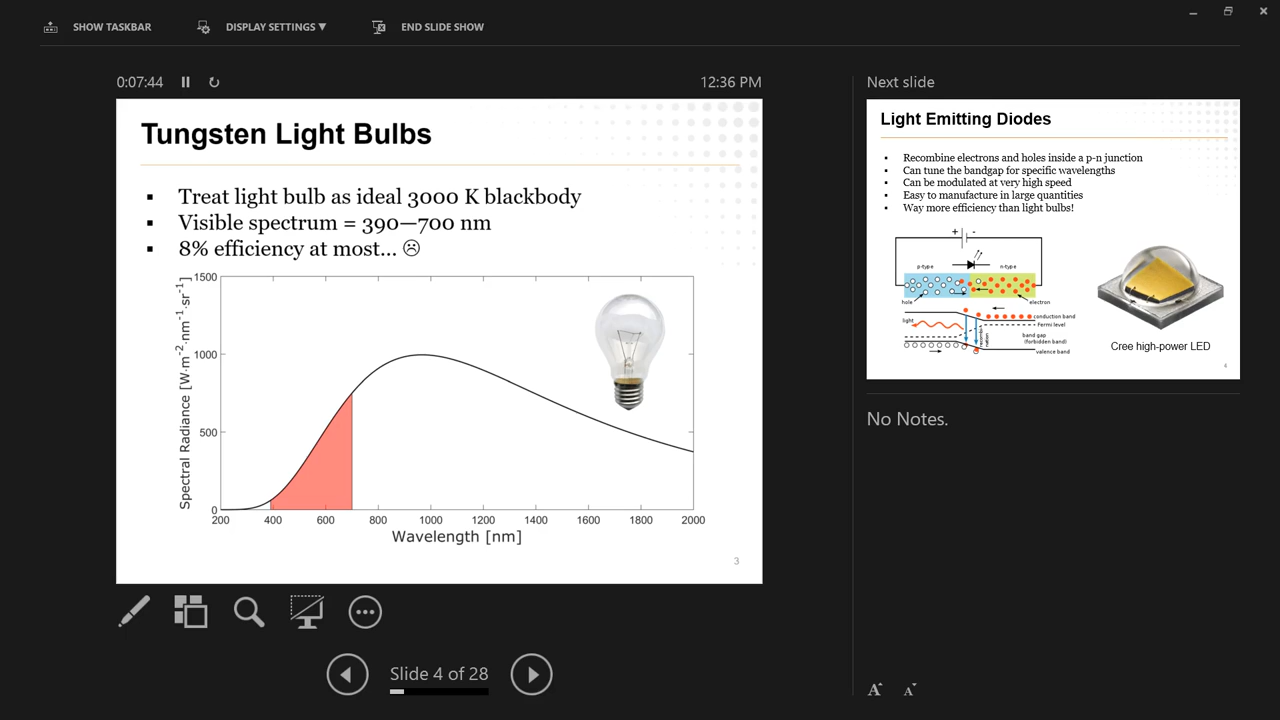 SHOW TASKBAR
DISPLAY SETTINGS ▼
END SLIDE SHOW
0:07:44
12:36 PM
Tungsten Light Bulbs
▪ Treat light bulb as ideal 3000 K blackbody
▪ Visible spectrum = 390—700 nm
▪ 8% efficiency at most... ☹
Spectral Radiance [W·m⁻²·nm⁻¹·sr⁻¹]
1500
1000
500
0
200 400 600 800 1000 1200 1400 1600 1800 2000
Wavelength [nm]
3
Slide 4 of 28
Next slide
Light Emitting Diodes
▪ Recombine electrons and holes inside a p-n junction
▪ Can tune the bandgap for specific wavelengths
▪ Can be modulated at very high speed
▪ Easy to manufacture in large quantities
▪ Way more efficiency than light bulbs!
+ -
p-type
n-type
hole
electron
light
conduction band
Fermi level
band gap
(forbidden band)
valence band
Cree high-power LED
4
No Notes.
A A